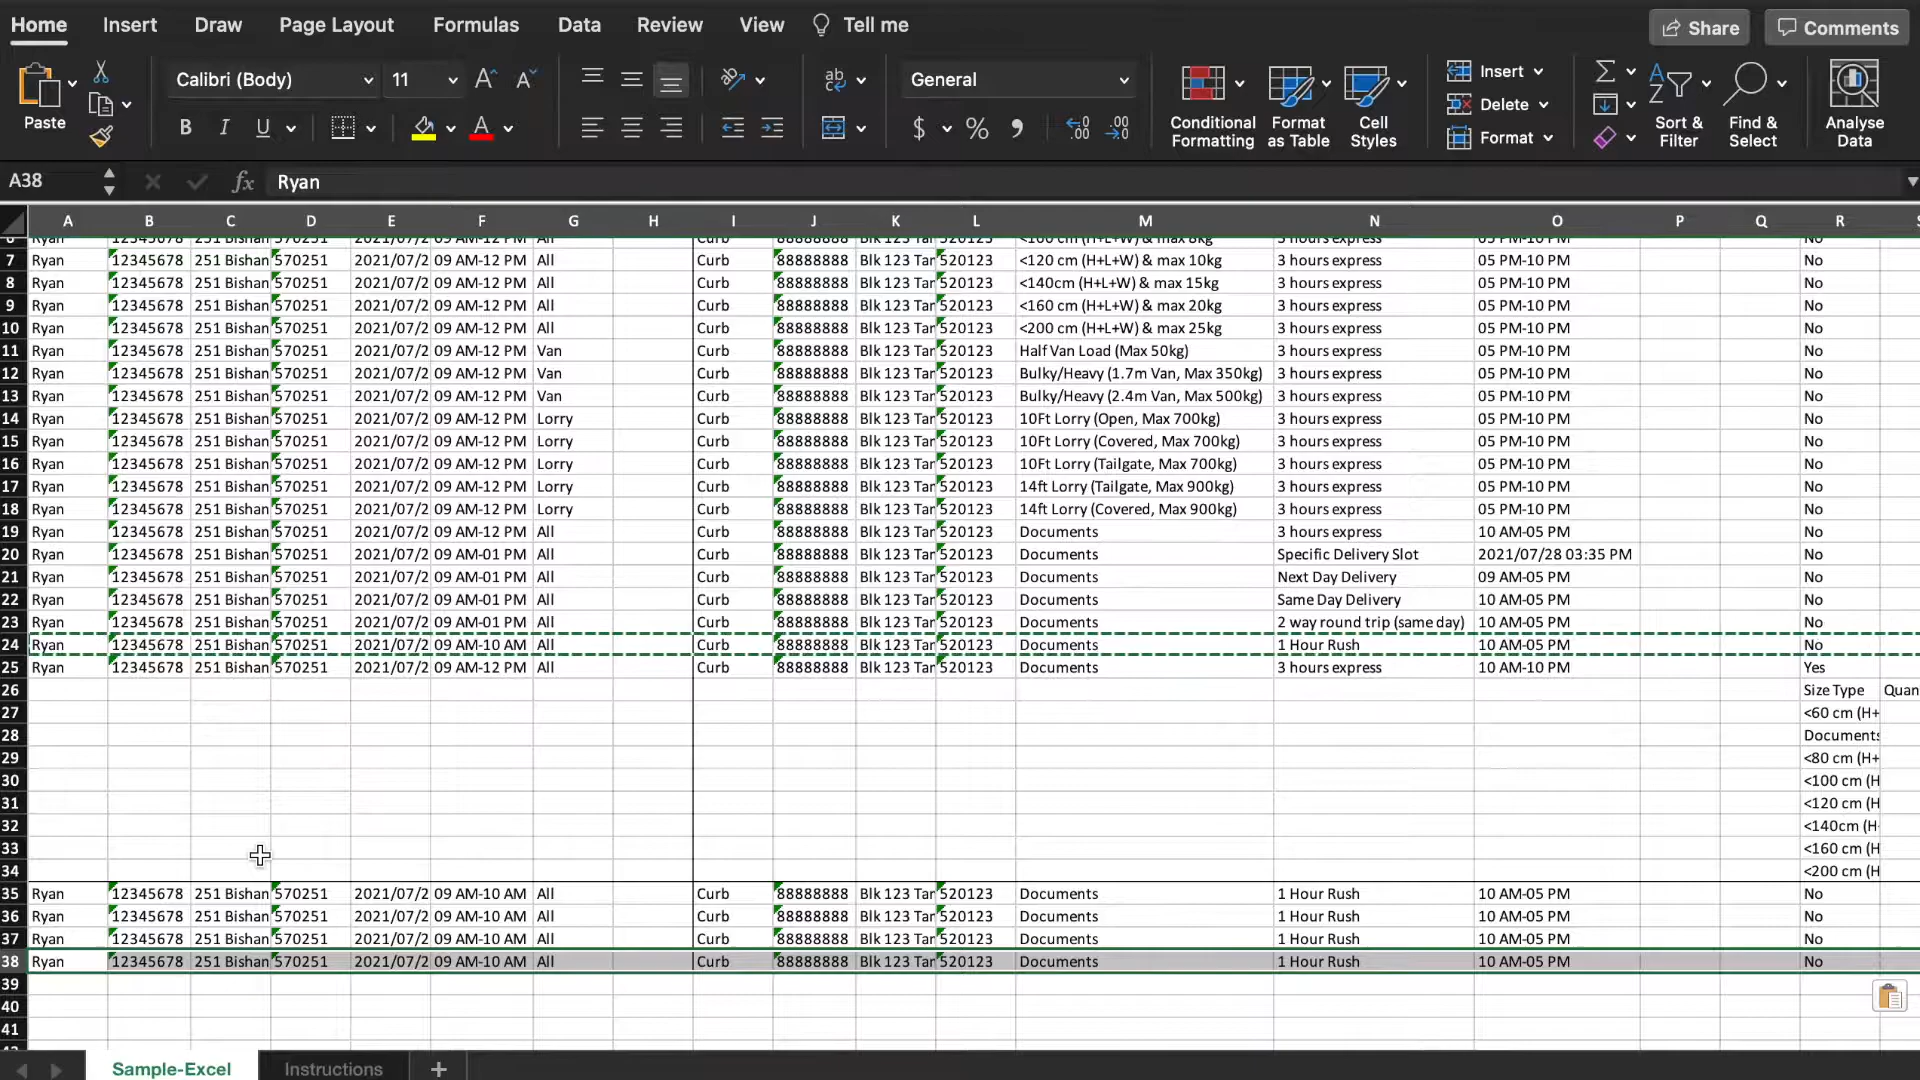 Home Insert Draw Page Layout Formulas Data Review View Tell me Share Comments
Calibri (Body) 11 General Insert
Delete
Paste B I U $ % Conditional Formatting Format as Table Cell Styles Format Sort & Filter Find & Select Analyse Data
A38 fx Ryan
A B C D E F G H I J K L M N O P Q R S
6 Ryan 12345678 251 Bishan 570251 2021/07/2 09 AM-12 PM All Curb 88888888 Blk 123 Tar 520123 <100 cm (H+L+W) & max 8kg 3 hours express 05 PM-10 PM No
7 Ryan 12345678 251 Bishan 570251 2021/07/2 09 AM-12 PM All Curb 88888888 Blk 123 Tar 520123 <120 cm (H+L+W) & max 10kg 3 hours express 05 PM-10 PM No
8 Ryan 12345678 251 Bishan 570251 2021/07/2 09 AM-12 PM All Curb 88888888 Blk 123 Tar 520123 <140cm (H+L+W) & max 15kg 3 hours express 05 PM-10 PM No
9 Ryan 12345678 251 Bishan 570251 2021/07/2 09 AM-12 PM All Curb 88888888 Blk 123 Tar 520123 <160 cm (H+L+W) & max 20kg 3 hours express 05 PM-10 PM No
10 Ryan 12345678 251 Bishan 570251 2021/07/2 09 AM-12 PM All Curb 88888888 Blk 123 Tar 520123 <200 cm (H+L+W) & max 25kg 3 hours express 05 PM-10 PM No
11 Ryan 12345678 251 Bishan 570251 2021/07/2 09 AM-12 PM Van Curb 88888888 Blk 123 Tar 520123 Half Van Load (Max 50kg) 3 hours express 05 PM-10 PM No
12 Ryan 12345678 251 Bishan 570251 2021/07/2 09 AM-12 PM Van Curb 88888888 Blk 123 Tar 520123 Bulky/Heavy (1.7m Van, Max 350kg) 3 hours express 05 PM-10 PM No
13 Ryan 12345678 251 Bishan 570251 2021/07/2 09 AM-12 PM Van Curb 88888888 Blk 123 Tar 520123 Bulky/Heavy (2.4m Van, Max 500kg) 3 hours express 05 PM-10 PM No
14 Ryan 12345678 251 Bishan 570251 2021/07/2 09 AM-12 PM Lorry Curb 88888888 Blk 123 Tar 520123 10Ft Lorry (Open, Max 700kg) 3 hours express 05 PM-10 PM No
15 Ryan 12345678 251 Bishan 570251 2021/07/2 09 AM-12 PM Lorry Curb 88888888 Blk 123 Tar 520123 10Ft Lorry (Covered, Max 700kg) 3 hours express 05 PM-10 PM No
16 Ryan 12345678 251 Bishan 570251 2021/07/2 09 AM-12 PM Lorry Curb 88888888 Blk 123 Tar 520123 10Ft Lorry (Tailgate, Max 700kg) 3 hours express 05 PM-10 PM No
17 Ryan 12345678 251 Bishan 570251 2021/07/2 09 AM-12 PM Lorry Curb 88888888 Blk 123 Tar 520123 14ft Lorry (Tailgate, Max 900kg) 3 hours express 05 PM-10 PM No
18 Ryan 12345678 251 Bishan 570251 2021/07/2 09 AM-12 PM Lorry Curb 88888888 Blk 123 Tar 520123 14ft Lorry (Covered, Max 900kg) 3 hours express 05 PM-10 PM No
19 Ryan 12345678 251 Bishan 570251 2021/07/2 09 AM-12 PM All Curb 88888888 Blk 123 Tar 520123 Documents 3 hours express 10 AM-05 PM No
20 Ryan 12345678 251 Bishan 570251 2021/07/2 09 AM-01 PM All Curb 88888888 Blk 123 Tar 520123 Documents Specific Delivery Slot 2021/07/28 03:35 PM No
21 Ryan 12345678 251 Bishan 570251 2021/07/2 09 AM-01 PM All Curb 88888888 Blk 123 Tar 520123 Documents Next Day Delivery 09 AM-05 PM No
22 Ryan 12345678 251 Bishan 570251 2021/07/2 09 AM-01 PM All Curb 88888888 Blk 123 Tar 520123 Documents Same Day Delivery 10 AM-05 PM No
23 Ryan 12345678 251 Bishan 570251 2021/07/2 09 AM-01 PM All Curb 88888888 Blk 123 Tar 520123 Documents 2 way round trip (same day) 10 AM-05 PM No
24 Ryan 12345678 251 Bishan 570251 2021/07/2 09 AM-10 AM All Curb 88888888 Blk 123 Tar 520123 Documents 1 Hour Rush 10 AM-05 PM No
25 Ryan 12345678 251 Bishan 570251 2021/07/2 09 AM-12 PM All Curb 88888888 Blk 123 Tar 520123 Documents 3 hours express 10 AM-10 PM Yes
26 Size Type Quan
27 <60 cm (H+
28 Documents
29 <80 cm (H+
30 <100 cm (H
31 <120 cm (H
32 <140cm (H
33 <160 cm (H
34 <200 cm (H
35 Ryan 12345678 251 Bishan 570251 2021/07/2 09 AM-10 AM All Curb 88888888 Blk 123 Tar 520123 Documents 1 Hour Rush 10 AM-05 PM No
36 Ryan 12345678 251 Bishan 570251 2021/07/2 09 AM-10 AM All Curb 88888888 Blk 123 Tar 520123 Documents 1 Hour Rush 10 AM-05 PM No
37 Ryan 12345678 251 Bishan 570251 2021/07/2 09 AM-10 AM All Curb 88888888 Blk 123 Tar 520123 Documents 1 Hour Rush 10 AM-05 PM No
38 Ryan 12345678 251 Bishan 570251 2021/07/2 09 AM-10 AM All Curb 88888888 Blk 123 Tar 520123 Documents 1 Hour Rush 10 AM-05 PM No
39
40
41
Sample-Excel Instructions +